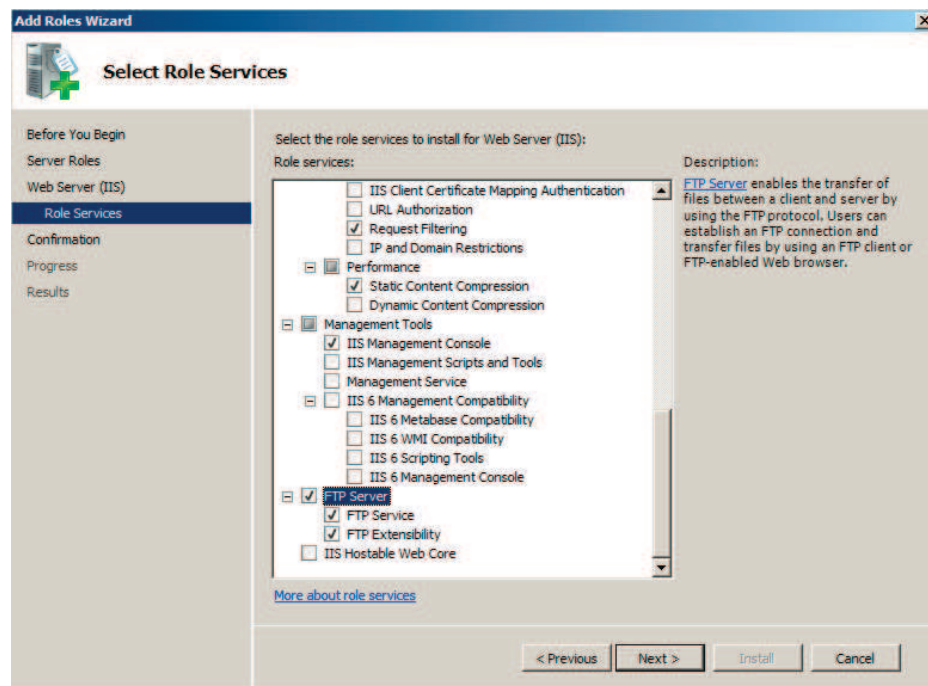 Add Roles Wizard
Select Role Services
Before You Begin
Server Roles
Web Server (IIS)
Role Services
Confirmation
Progress
Results
Select the role services to install for Web Server (IIS):
Role services:
IIS Client Certificate Mapping Authentication
URL Authorization
Request Filtering
IP and Domain Restrictions
Performance
Static Content Compression
Dynamic Content Compression
Management Tools
IIS Management Console
IIS Management Scripts and Tools
Management Service
IIS 6 Management Compatibility
IIS 6 Metabase Compatibility
IIS 6 WMI Compatibility
IIS 6 Scripting Tools
IIS 6 Management Console
FTP Server
FTP Service
FTP Extensibility
IIS Hostable Web Core
More about role services
Description:
FTP Server enables the transfer of
files between a client and server by
using the FTP protocol. Users can
establish an FTP connection and
transfer files by using an FTP client or
FTP-enabled Web browser.
< Previous
Next >
Install
Cancel